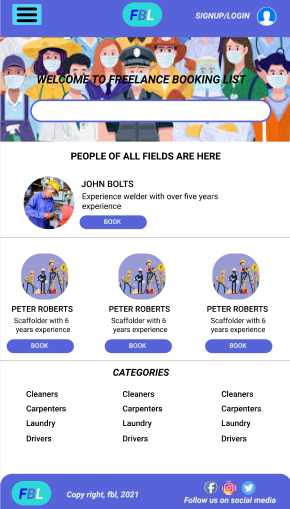 FBL
SIGNUP/LOGIN
WELCOME TO FREELANCE BOOKING LIST
PEOPLE OF ALL FIELDS ARE HERE
JOHN BOLTS
Experience welder with over five years
experience
BOOK
PETER ROBERTS
Scaffolder with 6
years experience
BOOK
PETER ROBERTS
Scaffolder with 6
years experience
BOOK
PETER ROBERTS
Scaffolder with 6
years experience
BOOK
CATEGORIES
Cleaners Cleaners Cleaners
Carpenters Carpenters Carpenters
Laundry Laundry Laundry
Drivers Drivers Drivers
FBL
Copy right, fbl, 2021
Follow us on social media